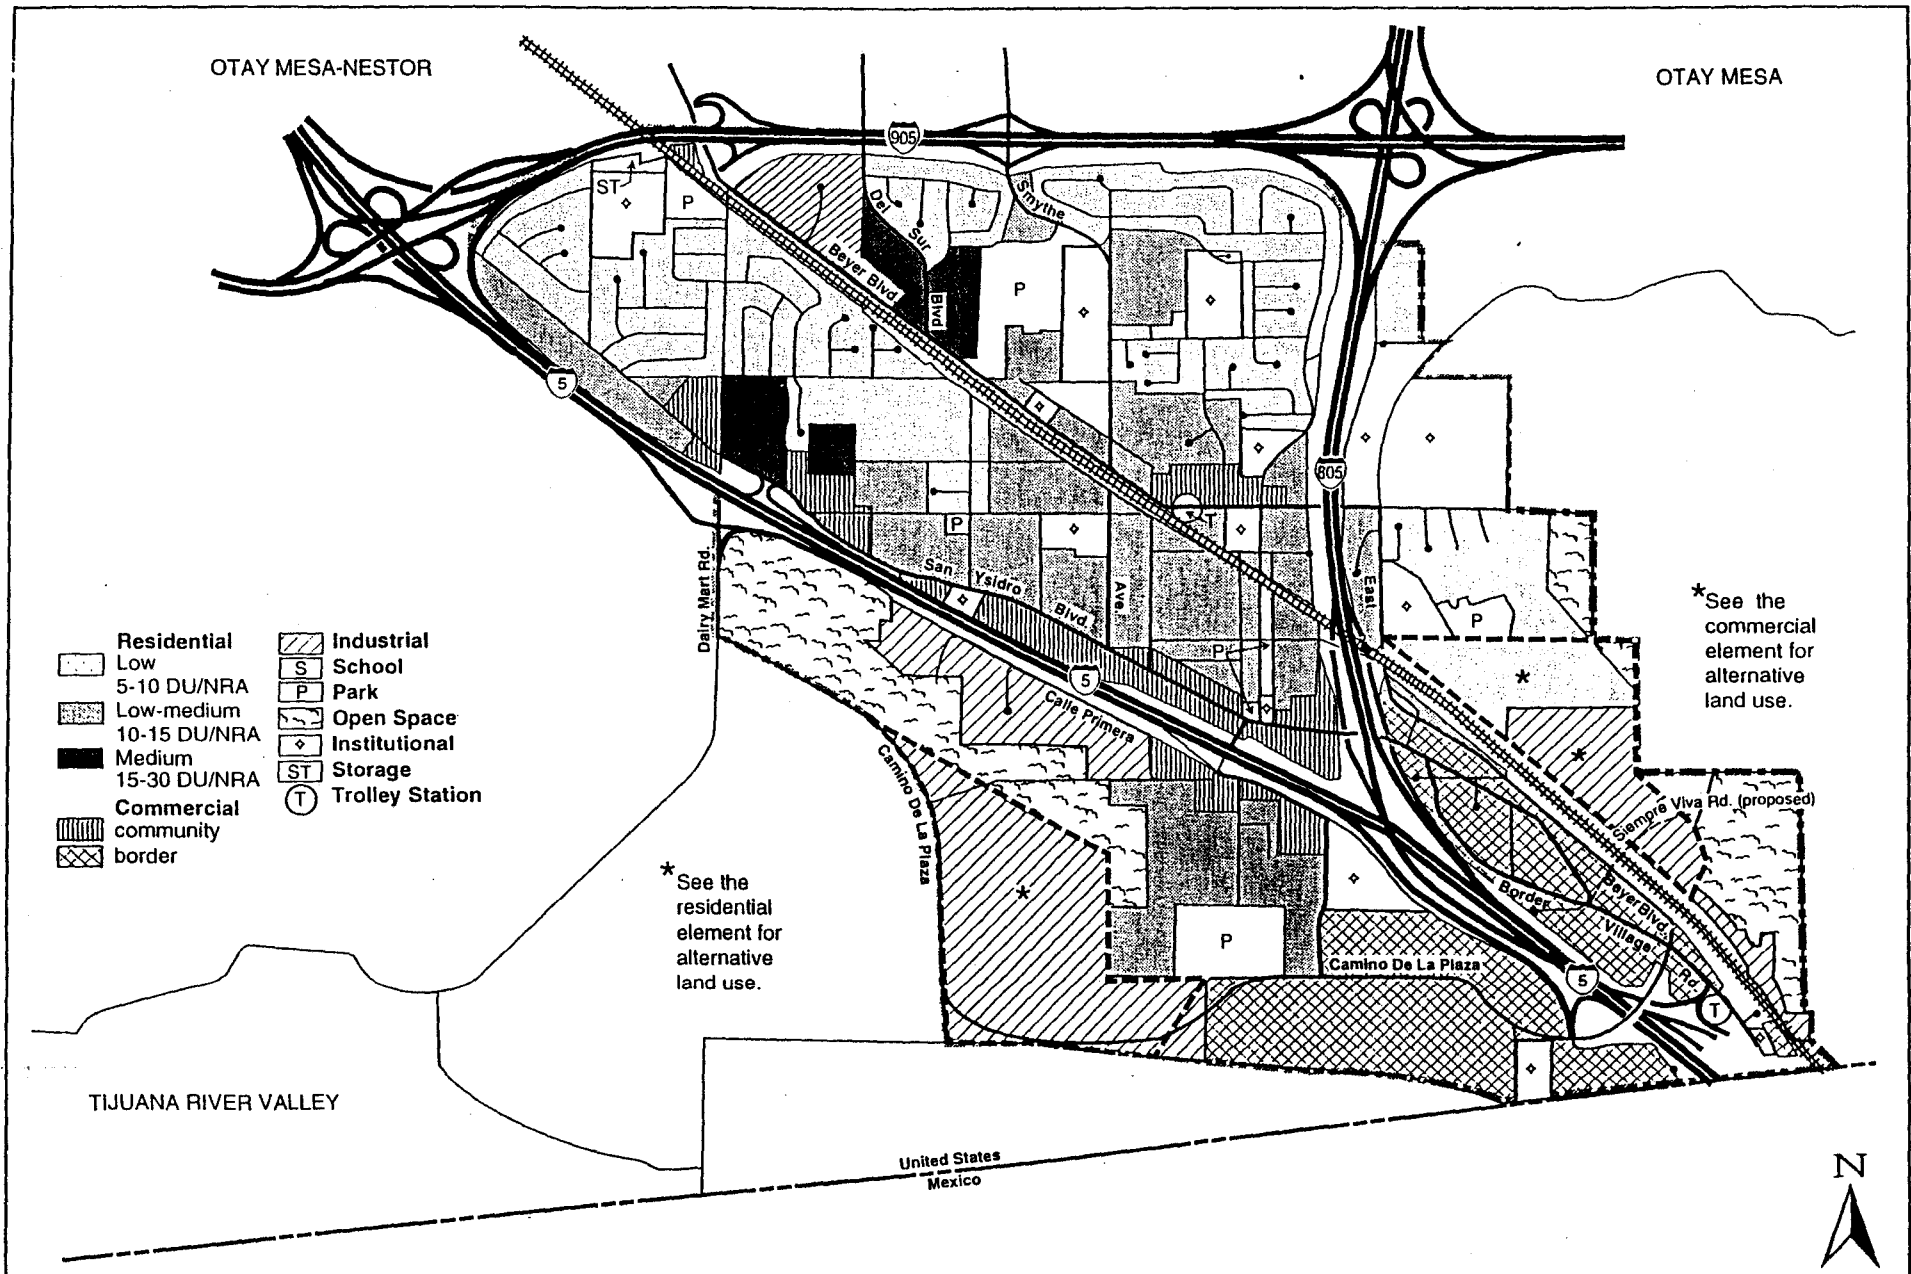 OTAY MESA-NESTOR
OTAY MESA
905
ST
P
Del
Sur
Blvd
Smythe
Beyer Blvd
P
5
805
T
P
San Ysidro Blvd.
Ave.
East
P
Dairy Mart Rd.
P
5
Calle Primera
Camino De La Plaza
*See the
commercial
element for
alternative
land use.
Residential
Low
5-10 DU/NRA
Low-medium
10-15 DU/NRA
Medium
15-30 DU/NRA
Commercial
community
border
Industrial
S School
P Park
Open Space
Institutional
ST Storage
T Trolley Station
*
*
*
Siempre Viva Rd. (proposed)
*See the
residential
element for
alternative
land use.
Border Village Rd.
Beyer Blvd.
P
Camino De La Plaza
5
T
TIJUANA RIVER VALLEY
United States
Mexico
N